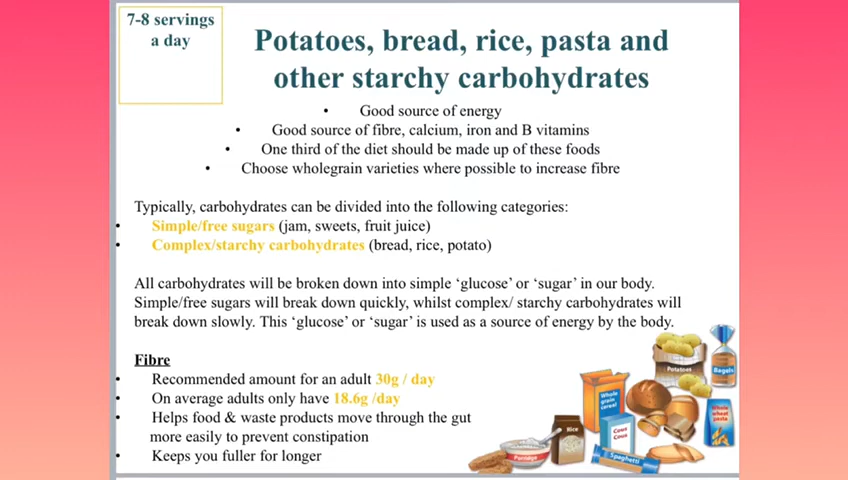 7-8 servings
a day
Potatoes, bread, rice, pasta and
other starchy carbohydrates
• Good source of energy
• Good source of fibre, calcium, iron and B vitamins
• One third of the diet should be made up of these foods
• Choose wholegrain varieties where possible to increase fibre
Typically, carbohydrates can be divided into the following categories:
• Simple/free sugars (jam, sweets, fruit juice)
• Complex/starchy carbohydrates (bread, rice, potato)
All carbohydrates will be broken down into simple ‘glucose’ or ‘sugar’ in our body.
Simple/free sugars will break down quickly, whilst complex/ starchy carbohydrates will
break down slowly. This ‘glucose’ or ‘sugar’ is used as a source of energy by the body.
Fibre
• Recommended amount for an adult 30g / day
• On average adults only have 18.6g /day
• Helps food & waste products move through the gut
more easily to prevent constipation
• Keeps you fuller for longer
Potatoes
Bagels
Whole
grain
cereal
Whole
wheat
pasta
Rice
Cous
Cous
Porridge
Spaghetti